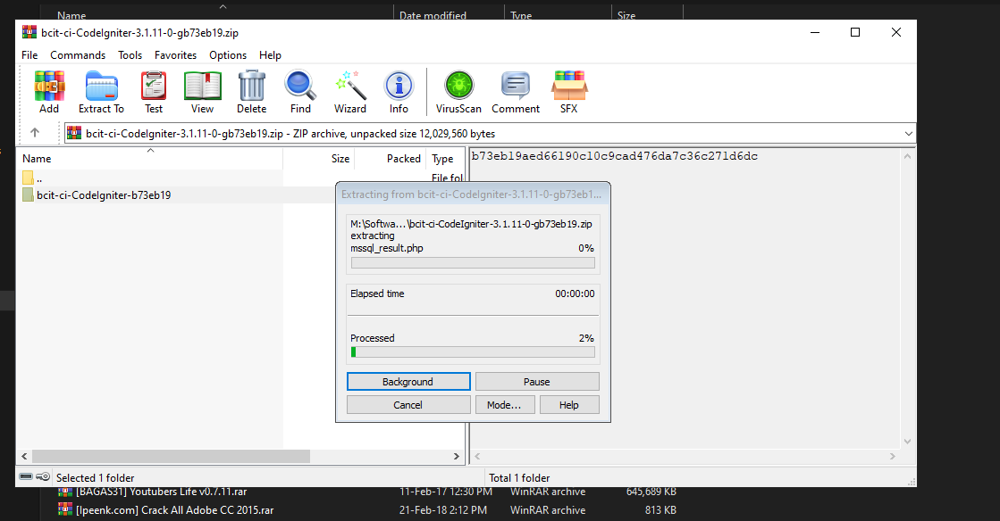 Name Date modified Type Size
bcit-ci-CodeIgniter-3.1.11-0-gb73eb19.zip
File Commands Tools Favorites Options Help
Add Extract To Test View Delete Find Wizard Info VirusScan Comment SFX
bcit-ci-CodeIgniter-3.1.11-0-gb73eb19.zip - ZIP archive, unpacked size 12,029,560 bytes
Name Size Packed Type
b73eb19aed66190c10c9cad476da7c36c271d6dc
.. File fol
bcit-ci-CodeIgniter-b73eb19
Extracting from bcit-ci-CodeIgniter-3.1.11-0-gb73eb1...
M:\Softwa...\bcit-ci-CodeIgniter-3.1.11-0-gb73eb19.zip
extracting
mssql_result.php 0%
Elapsed time 00:00:00
Processed 2%
Background Pause
Cancel Mode... Help
Selected 1 folder Total 1 folder
[BAGAS31] Youtubers Life v0.7.11.rar 11-Feb-17 12:30 PM WinRAR archive 645,689 KB
[Ipeenk.com] Crack All Adobe CC 2015.rar 21-Feb-18 2:12 PM WinRAR archive 813 KB